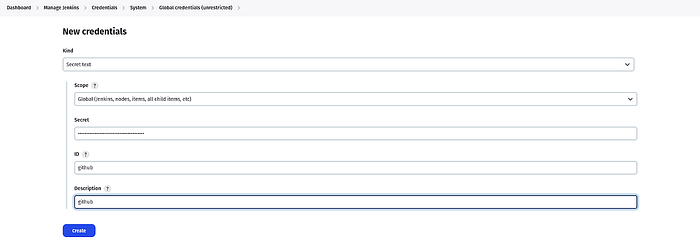 Dashboard > Manage Jenkins > Credentials > System > Global credentials (unrestricted) >
New credentials
Kind
Secret text
Scope ?
Global (Jenkins, nodes, items, all child items, etc)
Secret
ID ?
github
Description ?
github
Create